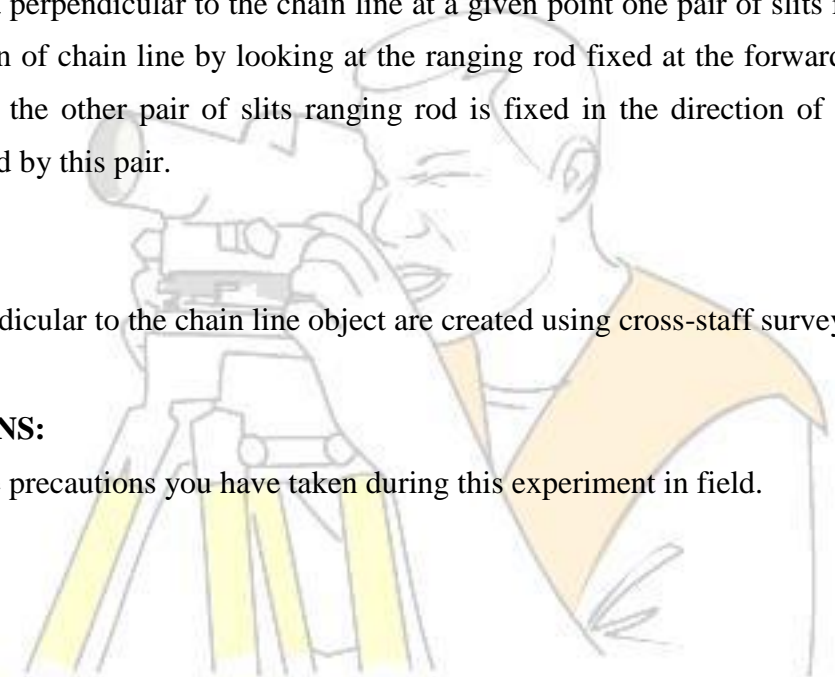 perpendicular to the chain line at a given point one pair of slits
n of chain line by looking at the ranging rod fixed at the forward
the other pair of slits ranging rod is fixed in the direction of
d by this pair.
dicular to the chain line object are created using cross-staff survey
NS:
precautions you have taken during this experiment in field.